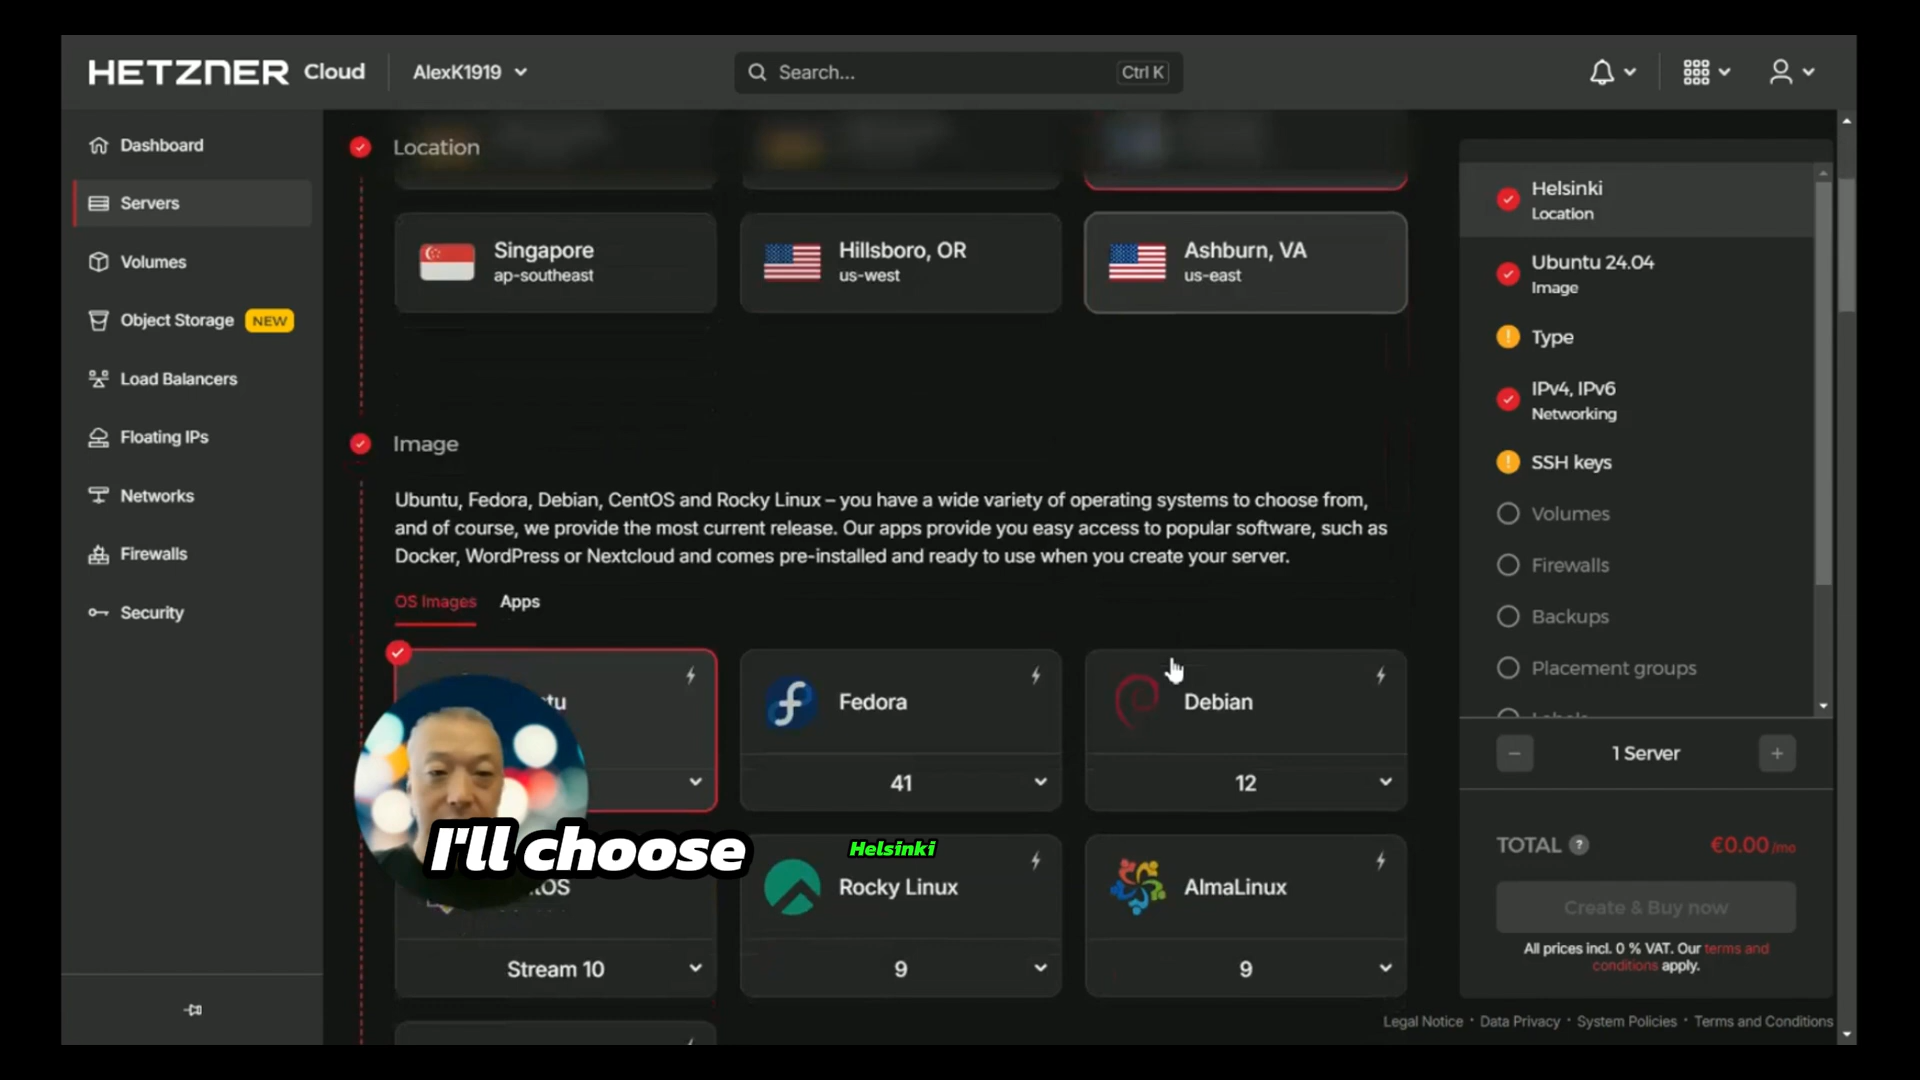 HETZNER Cloud
AlexK1919
Search...
Ctrl K
Dashboard
Servers
Volumes
Object Storage NEW
Load Balancers
Floating IPs
Networks
Firewalls
Security
Location
Singapore
ap-southeast
Hillsboro, OR
us-west
Ashburn, VA
us-east
Image
Ubuntu, Fedora, Debian, CentOS and Rocky Linux – you have a wide variety of operating systems to choose from,
and of course, we provide the most current release. Our apps provide you easy access to popular software, such as
Docker, WordPress or Nextcloud and comes pre-installed and ready to use when you create your server.
OS Images
Apps
tu
Fedora
41
Debian
12
I'll choose Helsinki
tOS
Stream 10
Rocky Linux
9
AlmaLinux
9
Helsinki
Location
Ubuntu 24.04
Image
Type
IPv4, IPv6
Networking
SSH keys
Volumes
Firewalls
Backups
Placement groups
1 Server
TOTAL ?
€0.00/mo
Create & Buy now
All prices incl. 0 % VAT. Our terms and
conditions apply.
Legal Notice • Data Privacy • System Policies • Terms and Conditions